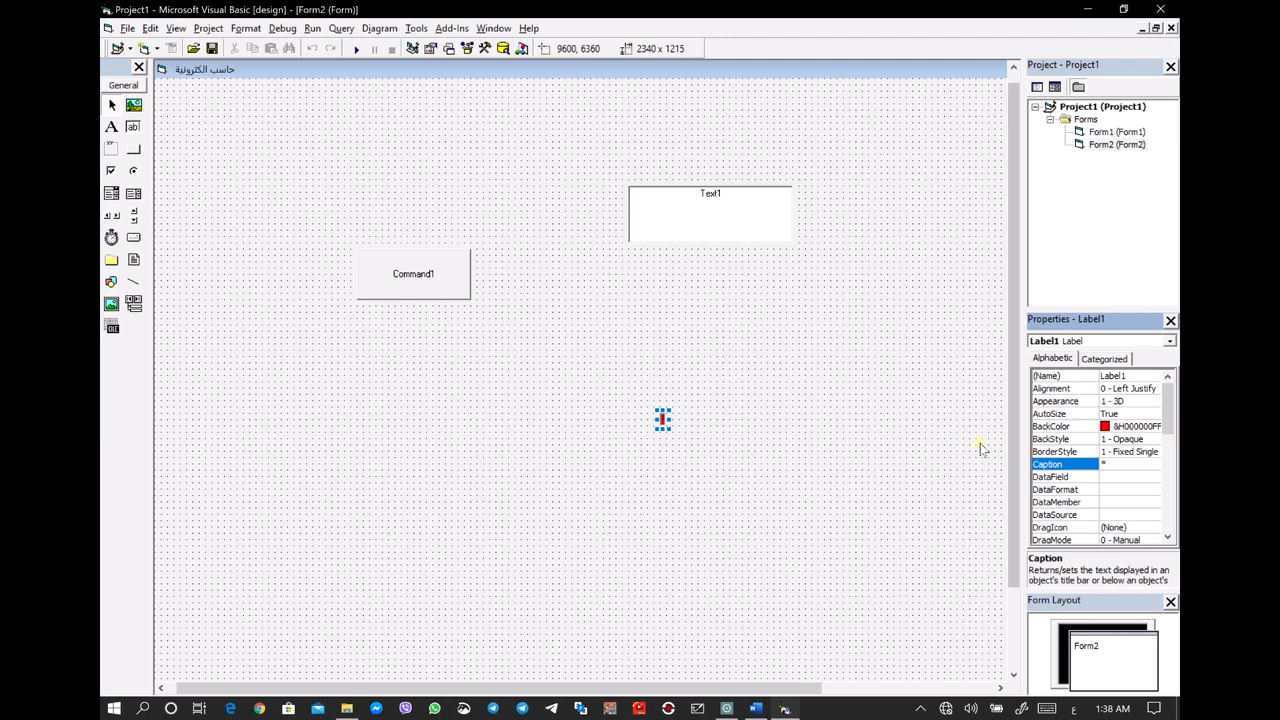 Project1 - Microsoft Visual Basic [design] - [Form2 (Form)]
File Edit View Project Format Debug Run Query Diagram Tools Add-Ins Window Help
9600, 6360 2340 x 1215
حاسب الكترونية
General
A ab|
xy
OLE
Text1
Command1
Project - Project1
Project1 (Project1)
Forms
Form1 (Form1)
Form2 (Form2)
Properties - Label1
Label1 Label
Alphabetic Categorized
(Name) Label1
Alignment 0 - Left Justify
Appearance 1 - 3D
AutoSize True
BackColor &H000000FF
BackStyle 1 - Opaque
BorderStyle 1 - Fixed Single
Caption
DataField
DataFormat
DataMember
DataSource
DragIcon (None)
DragMode 0 - Manual
Caption
Returns/sets the text displayed in an
object's title bar or below an object's
Form Layout
Form2
ع 1:38 AM